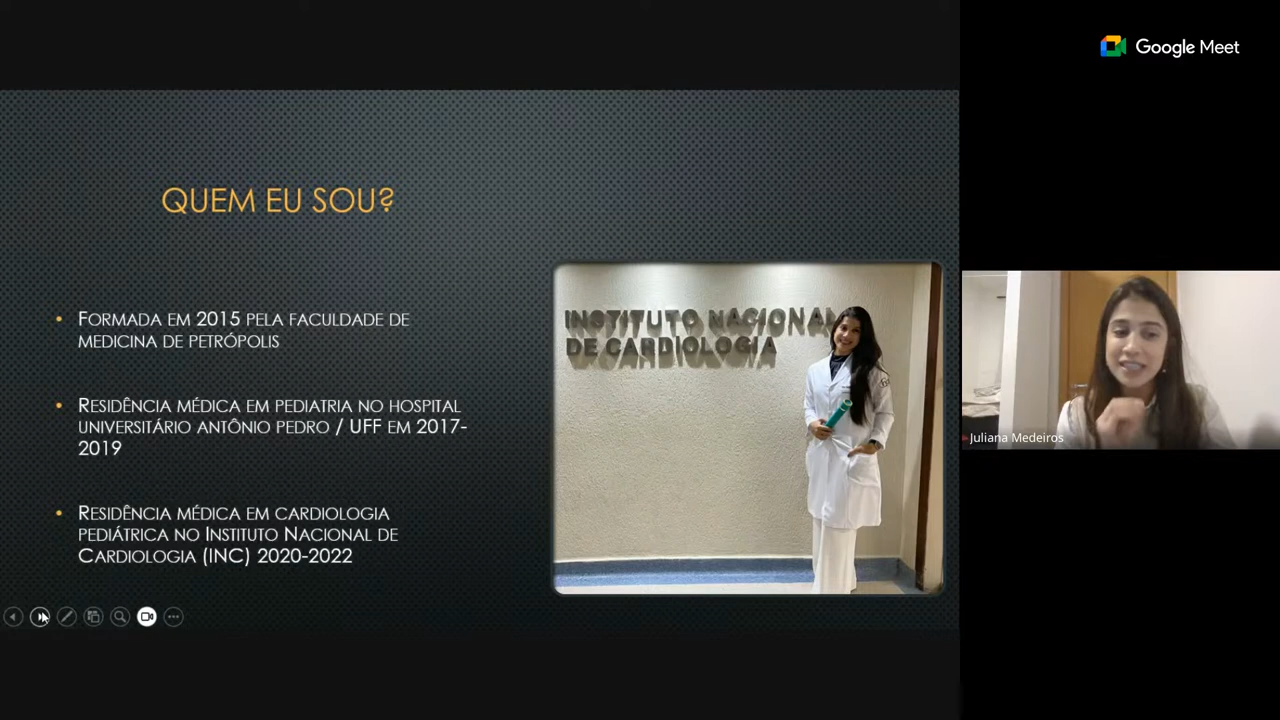 Google Meet
QUEM EU SOU?
• FORMADA EM 2015 PELA FACULDADE DE
MEDICINA DE PETRÓPOLIS
• RESIDÊNCIA MÉDICA EM PEDIATRIA NO HOSPITAL
UNIVERSITÁRIO ANTÔNIO PEDRO / UFF EM 2017-
2019
• RESIDÊNCIA MÉDICA EM CARDIOLOGIA
PEDIÁTRICA NO INSTITUTO NACIONAL DE
CARDIOLOGIA (INC) 2020-2022
INSTITUTO NACIONAL
DE CARDIOLOGIA
Juliana Medeiros